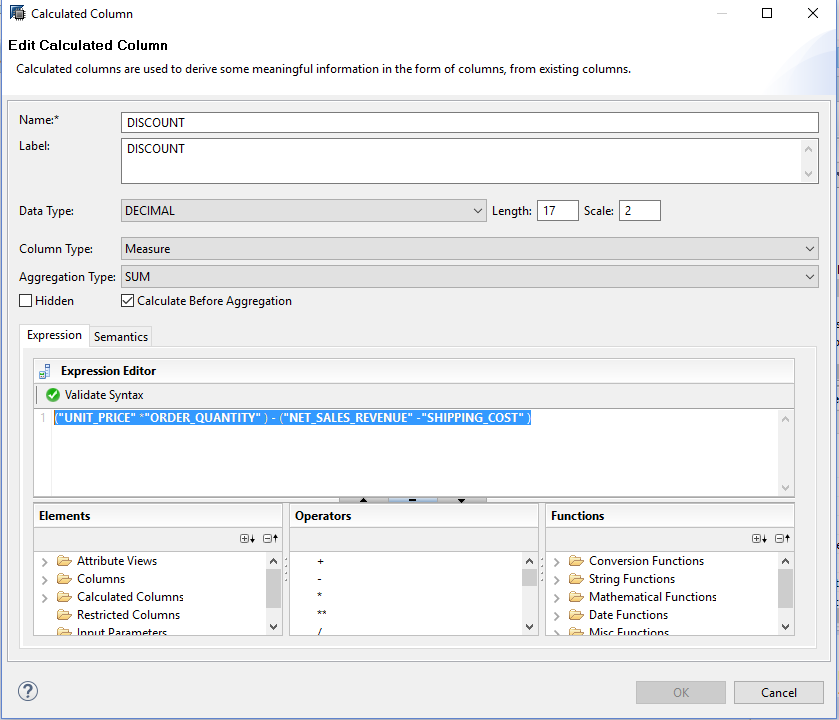 Calculated Column
Edit Calculated Column
Calculated columns are used to derive some meaningful information in the form of columns, from existing columns.
Name:* DISCOUNT
Label: DISCOUNT
Data Type: DECIMAL Length: 17 Scale: 2
Column Type: Measure
Aggregation Type: SUM
Hidden Calculate Before Aggregation
Expression Semantics
Expression Editor
Validate Syntax
1 ("UNIT_PRICE" *"ORDER_QUANTITY" ) - ("NET_SALES_REVENUE" -"SHIPPING_COST" )
Elements Operators Functions
Attribute Views + Conversion Functions
Columns - String Functions
Calculated Columns * Mathematical Functions
Restricted Columns ** Date Functions
Input Parameters / Misc Functions
? OK Cancel